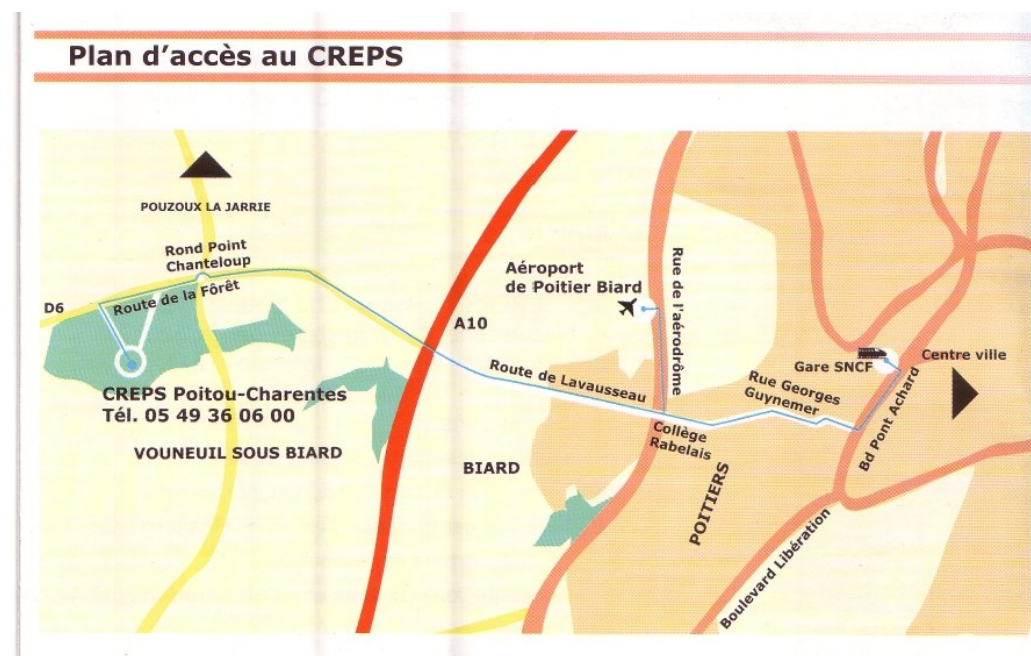 Plan d'accès au CREPS
POUZOUX LA JARRIE
Rond Point
Chanteloup
D6
Route de la Fôrêt
CREPS Poitou-Charentes
Tél. 05 49 36 06 00
VOUNEUIL SOUS BIARD
A10
Aéroport
de Poitier Biard
Rue de l'aérodrôme
Route de Lavausseau
Collège
Rabelais
BIARD
POITIERS
Rue Georges
Guynemer
Gare SNCF
Centre ville
Bd Pont Achard
Boulevard Libération